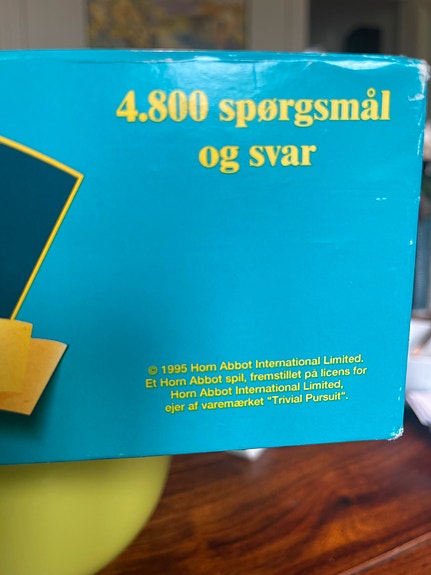 4.800 spørgsmål
og svar
© 1995 Horn Abbot International Limited.
Et Horn Abbot spil, fremstillet på licens for
Horn Abbot International Limited,
ejer af varemærket "Trivial Pursuit".